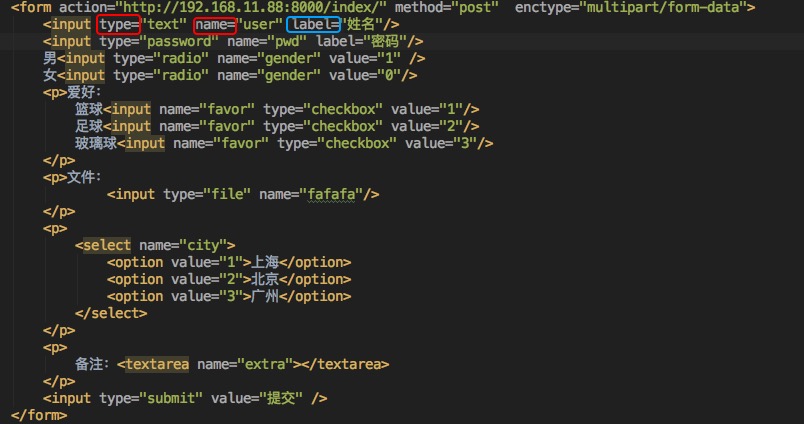 <form action="http://192.168.11.88:8000/index/" method="post"  enctype="multipart/form-data">
    <input type="text" name="user" label="姓名"/>
    <input type="password" name="pwd" label="密码"/>
    男<input type="radio" name="gender" value="1" />
    女<input type="radio" name="gender" value="0"/>
    <p>爱好：
        篮球<input name="favor" type="checkbox" value="1"/>
        足球<input name="favor" type="checkbox" value="2"/>
        玻璃球<input name="favor" type="checkbox" value="3"/>
    </p>
    <p>文件：
            <input type="file" name="fafafa"/>
    </p>
    <p>
        <select name="city">
            <option value="1">上海</option>
            <option value="2">北京</option>
            <option value="3">广州</option>
        </select>
    </p>
    <p>
        备注：<textarea name="extra"></textarea>
    </p>
    <input type="submit" value="提交" />
</form>